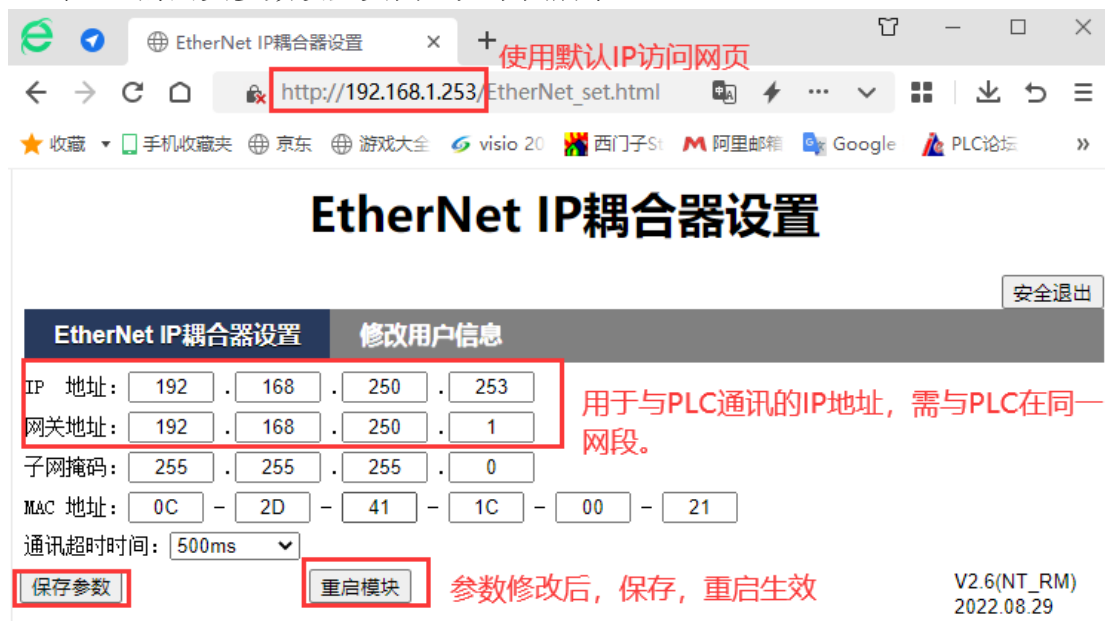 EtherNet IP耦合器设置
使用默认IP访问网页
http://192.168.1.253/EtherNet_set.html
收藏 手机收藏夹 京东 游戏大全 visio 20 西门子St 阿里邮箱 Google PLC论坛 »
EtherNet IP耦合器设置
安全退出
EtherNet IP耦合器设置 修改用户信息
IP 地址: 192 . 168 . 250 . 253
用于与PLC通讯的IP地址，需与PLC在同一
网关地址: 192 . 168 . 250 . 1
网段。
子网掩码: 255 . 255 . 255 . 0
MAC 地址: 0C - 2D - 41 - 1C - 00 - 21
通讯超时时间: 500ms
保存参数 重启模块 参数修改后，保存，重启生效 V2.6(NT_RM)
2022.08.29